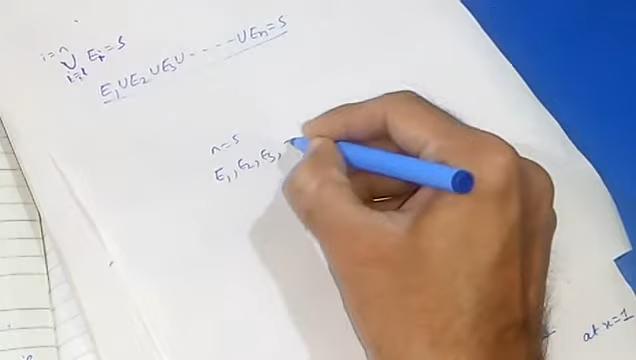 i=n
∪ Ei = S
i=1
E1 ∪ E2 ∪ E3 ∪ - - - - - ∪ En = S
n = 5
E1, E2, E3,
at x = 1